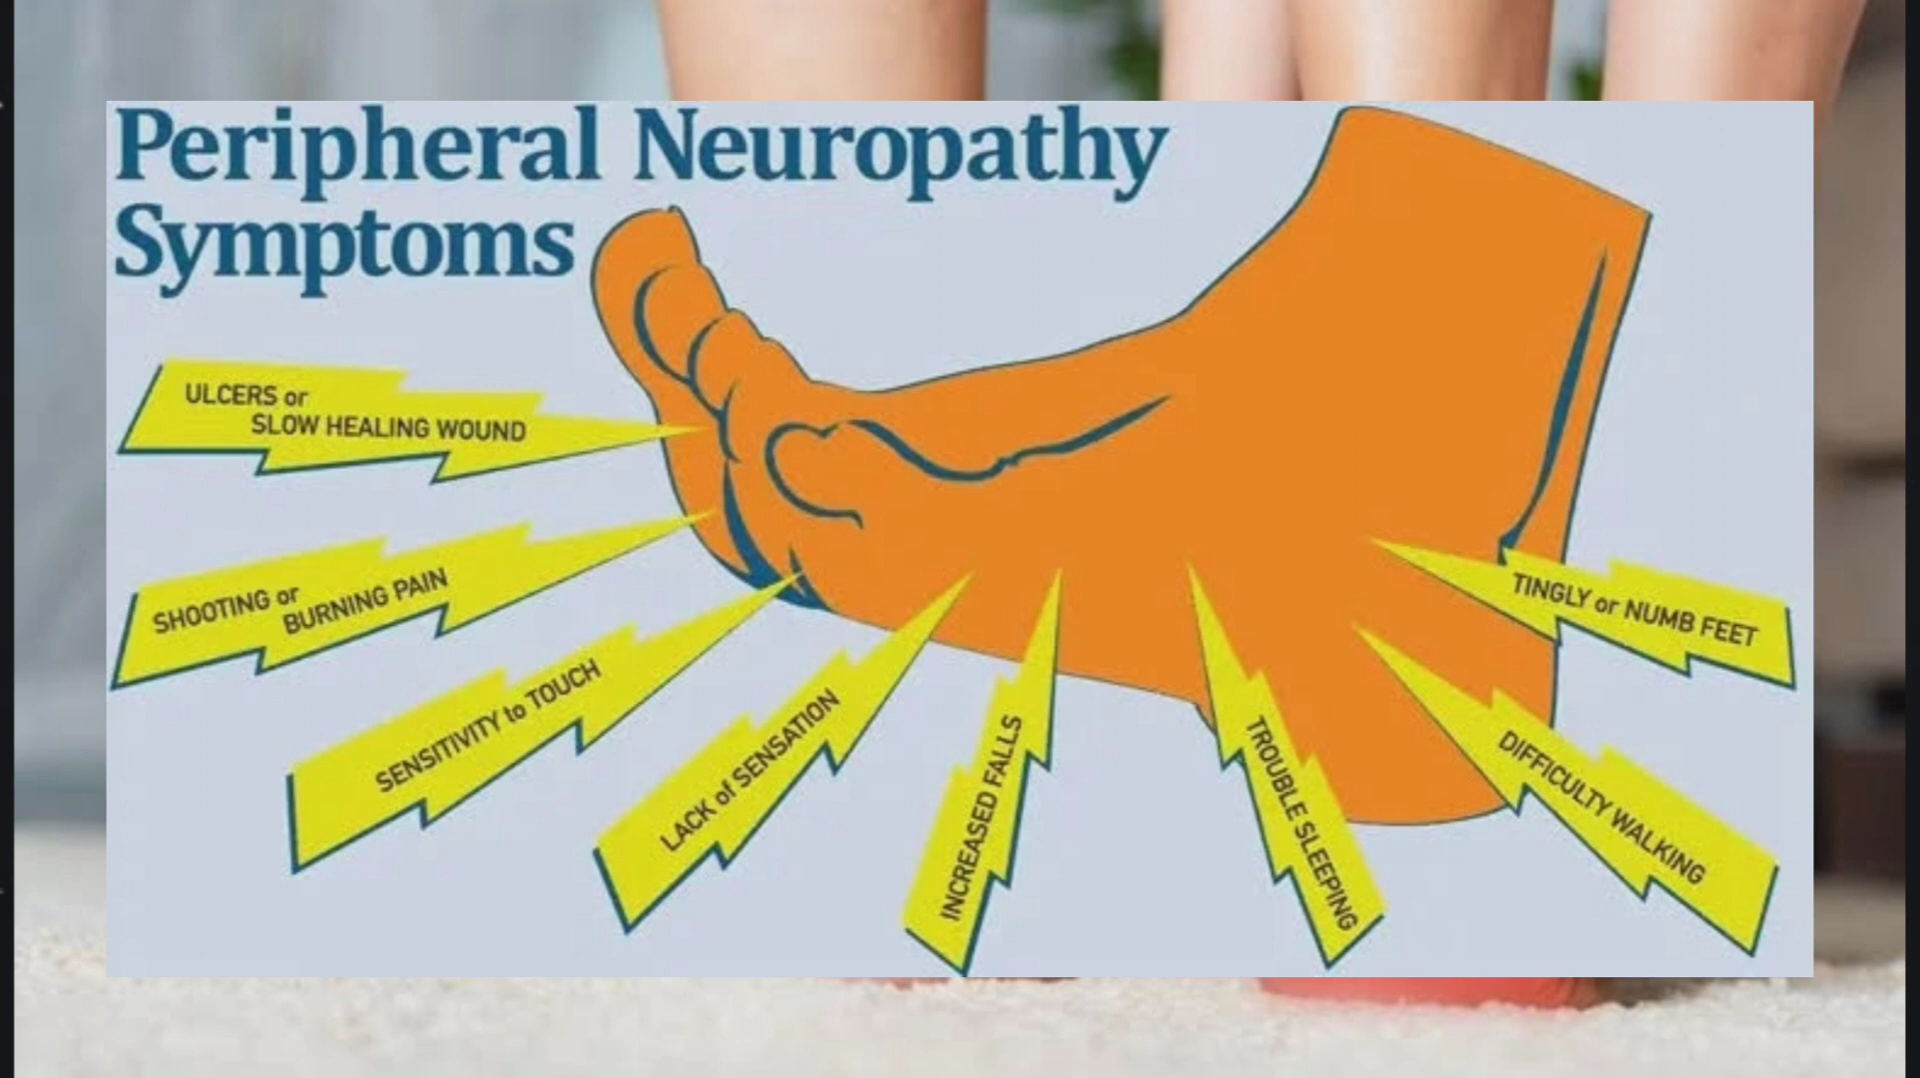 Peripheral Neuropathy
Symptoms
ULCERS or
SLOW HEALING WOUND
SHOOTING or
BURNING PAIN
SENSITIVITY to TOUCH
LACK of SENSATION
INCREASED FALLS
TROUBLE SLEEPING
DIFFICULTY WALKING
TINGLY or NUMB FEET